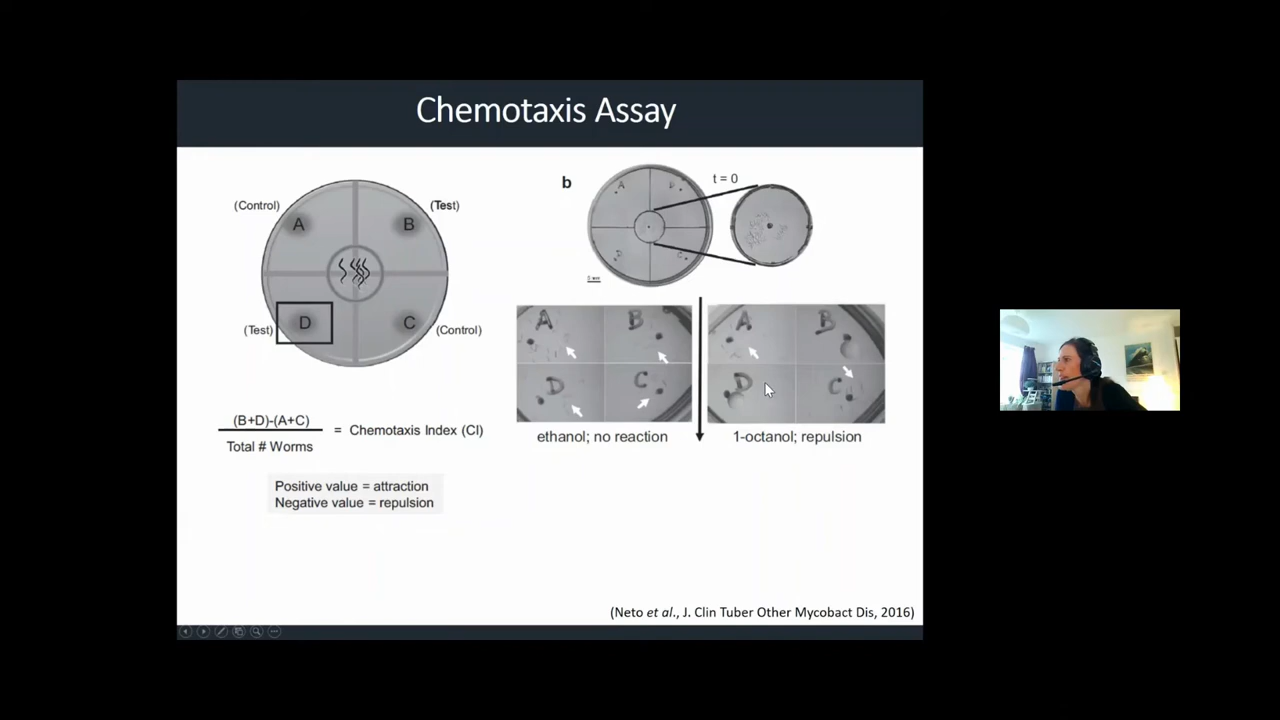 Chemotaxis Assay
(Control)
A
B
(Test)
(Test)
D
C
(Control)
(B+D)-(A+C)
Total # Worms
= Chemotaxis Index (CI)
Positive value = attraction
Negative value = repulsion
b
t = 0
A
D
C
A
B
D
C
ethanol; no reaction
A
B
D
C
1-octanol; repulsion
(Neto et al., J. Clin Tuber Other Mycobact Dis, 2016)